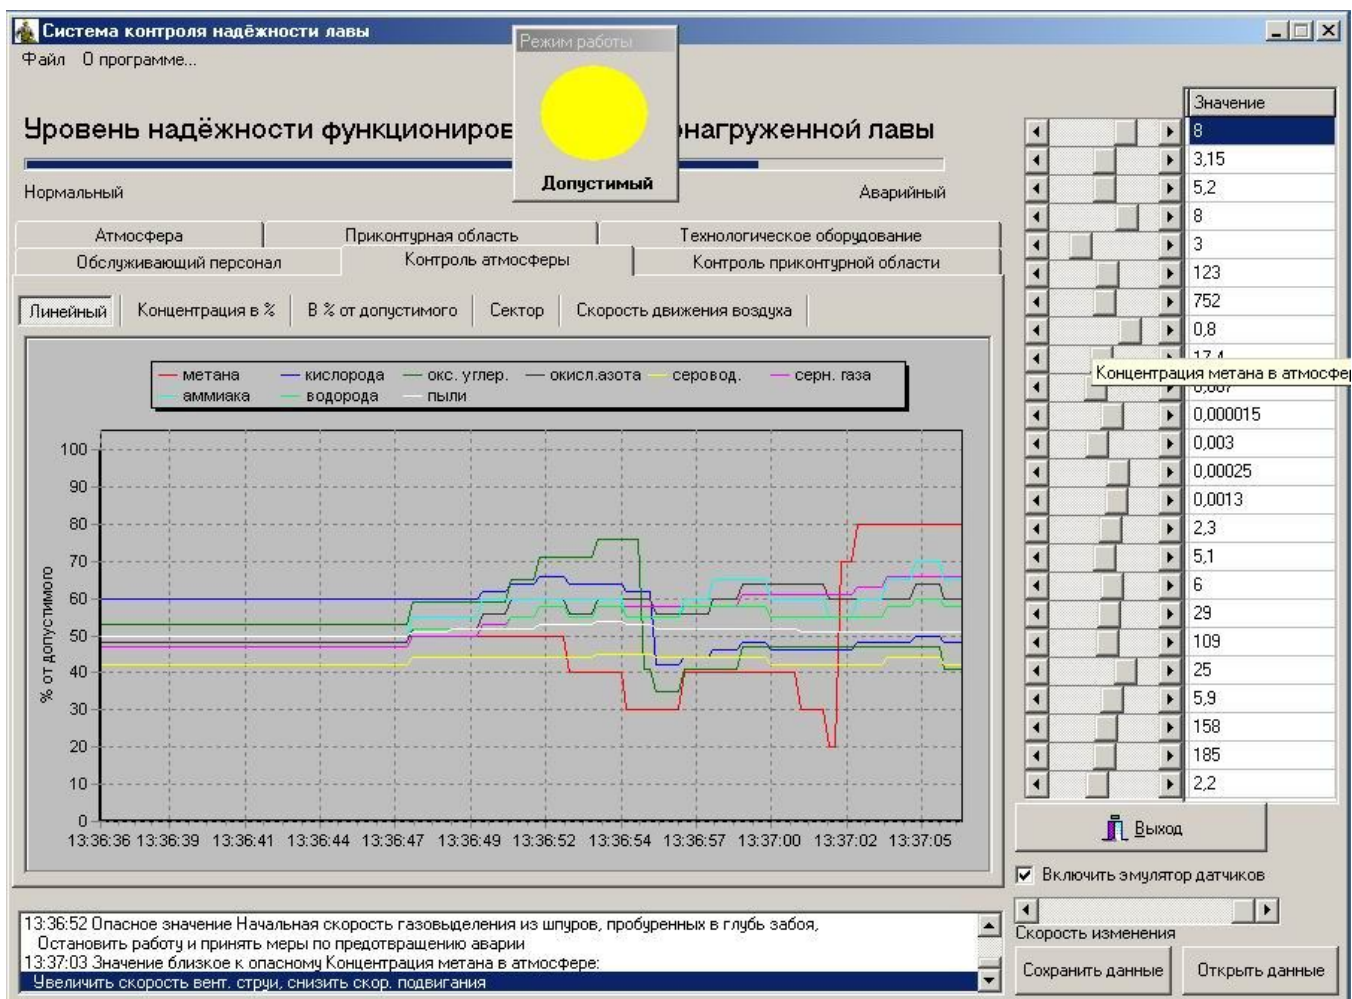 Система контроля надёжности лавы
Режим работы
Файл О программе...
Значение
Уровень надёжности функциониров
онагруженной лавы
Допустимый
Нормальный
Аварийный
Атмосфера
Приконтурная область
Технологическое оборудование
Обслуживающий персонал
Контроль атмосферы
Контроль приконтурной области
Линейный
Концентрация в %
В % от допустимого
Сектор
Скорость движения воздуха
метана
кислорода
окс. углер.
окисл.азота
серовод.
серн. газа
аммиака
водорода
пыли
% от допустимого
100
90
80
70
60
50
40
30
20
10
0
13:36:36 13:36:39 13:36:41 13:36:44 13:36:47 13:36:49 13:36:52 13:36:54 13:36:57 13:37:00 13:37:02 13:37:05
8
3,15
5,2
8
3
123
752
0,8
17,4
Концентрация метана в атмосфе
0,007
0,000015
0,003
0,00025
0,0013
2,3
5,1
6
29
109
25
5,9
158
185
2,2
Выход
Включить эмулятор датчиков
Скорость изменения
Сохранить данные
Открыть данные
13:36:52 Опасное значение Начальная скорость газовыделения из шпуров, пробуренных в глубь забоя,
Остановить работу и принять меры по предотвращению аварии
13:37:03 Значение близкое к опасному Концентрация метана в атмосфере:
Увеличить скорость вент. струи, снизить скор. подвигания